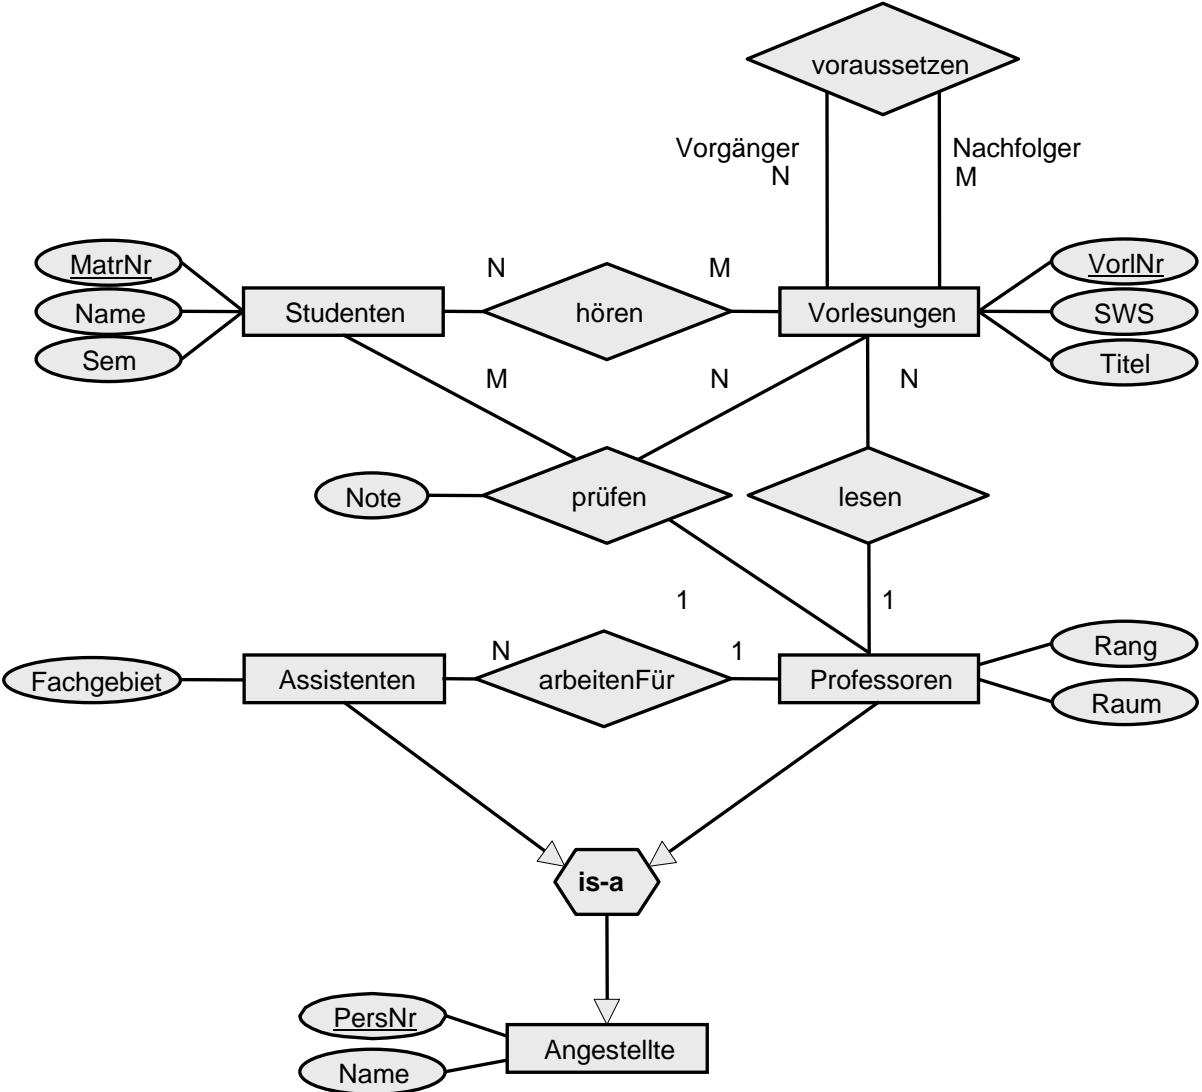 voraussetzen
Vorgänger
Nachfolger
N
M
MatrNr
N
M
VorlNr
Name
Studenten
hören
Vorlesungen
SWS
Sem
Titel
M
N
N
Note
prüfen
lesen
1
1
Rang
N
1
Fachgebiet
Assistenten
arbeitenFür
Professoren
Raum
is-a
PersNr
Angestellte
Name